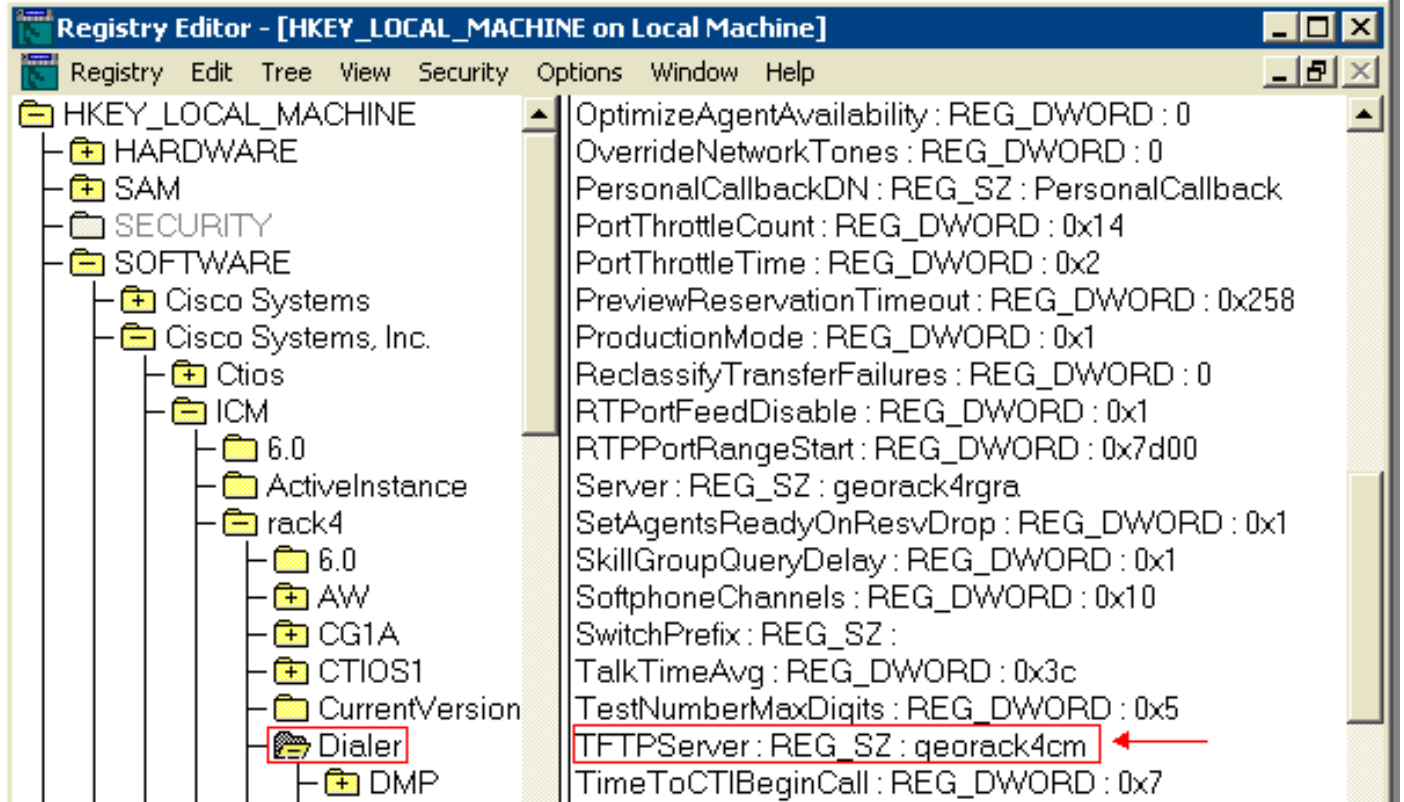 Registry Editor - [HKEY_LOCAL_MACHINE on Local Machine]
Registry Edit Tree View Security Options Window Help
HKEY_LOCAL_MACHINE
HARDWARE
SAM
SECURITY
SOFTWARE
Cisco Systems
Cisco Systems, Inc.
Ctios
ICM
6.0
ActiveInstance
rack4
6.0
AW
CG1A
CTIOS1
CurrentVersion
Dialer
DMP
OptimizeAgentAvailability : REG_DWORD : 0
OverrideNetworkTones : REG_DWORD : 0
PersonalCallbackDN : REG_SZ : PersonalCallback
PortThrottleCount : REG_DWORD : 0x14
PortThrottleTime : REG_DWORD : 0x2
PreviewReservationTimeout : REG_DWORD : 0x258
ProductionMode : REG_DWORD : 0x1
ReclassifyTransferFailures : REG_DWORD : 0
RTPortFeedDisable : REG_DWORD : 0x1
RTPPortRangeStart : REG_DWORD : 0x7d00
Server : REG_SZ : georack4rgra
SetAgentsReadyOnResvDrop : REG_DWORD : 0x1
SkillGroupQueryDelay : REG_DWORD : 0x1
SoftphoneChannels : REG_DWORD : 0x10
SwitchPrefix : REG_SZ :
TalkTimeAvg : REG_DWORD : 0x3c
TestNumberMaxDigits : REG_DWORD : 0x5
TFTPServer : REG_SZ : georack4cm
TimeToCTIBeginCall : REG_DWORD : 0x7